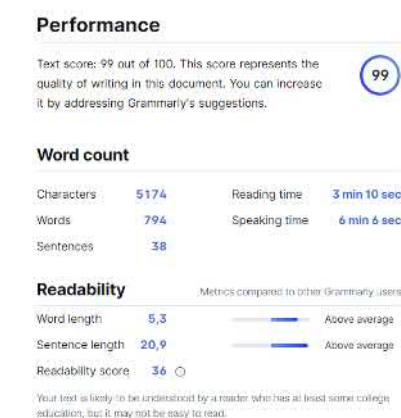 Performance
Text score: 99 out of 100. This score represents the
quality of writing in this document. You can increase
it by addressing Grammarly's suggestions.
99
Word count
Characters 5174 Reading time 3 min 10 sec
Words 794 Speaking time 6 min 6 sec
Sentences 38
Readability Metrics compared to other Grammarly users
Word length 5,3 Above average
Sentence length 20,9 Above average
Readability score 36
Your text is likely to be understood by a reader who has at least some college
education, but it may not be easy to read.